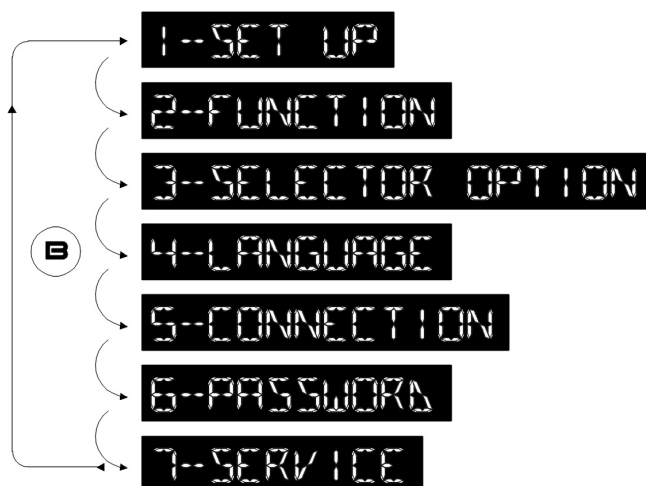 1--SET UP
2--FUNCTION
3--SELECTOR OPTION
4--LANGUAGE
B
5--CONNECTION
6--PASSWORD
7--SERVICE